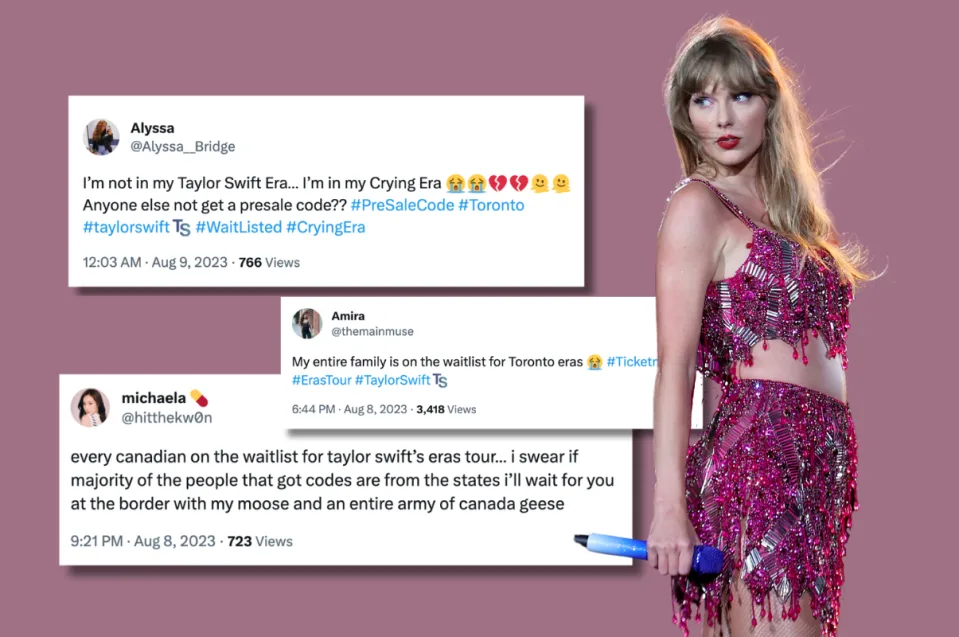 Alyssa
@Alyssa__Bridge
I'm not in my Taylor Swift Era... I'm in my Crying Era 😭😭💔💔🫠🫠
Anyone else not get a presale code?? #PreSaleCode #Toronto
#taylorswift TS #WaitListed #CryingEra
12:03 AM · Aug 9, 2023 · 766 Views
Amira
@themainmuse
My entire family is on the waitlist for Toronto eras 😭 #Ticketr
#ErasTour #TaylorSwift TS
6:44 PM · Aug 8, 2023 · 3,418 Views
michaela 💊
@hitthekw0n
every canadian on the waitlist for taylor swift's eras tour... i swear if
majority of the people that got codes are from the states i'll wait for you
at the border with my moose and an entire army of canada geese
9:21 PM · Aug 8, 2023 · 723 Views